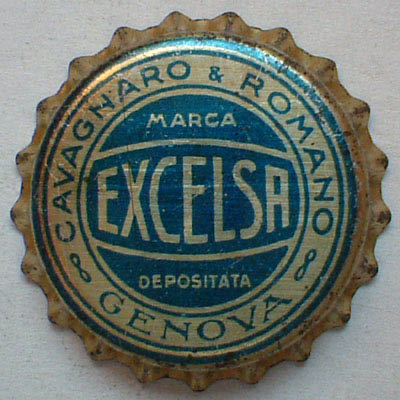 CAVAGNARO & ROMANO
MARCA
EXCELSA
DEPOSITATA
GENOVA